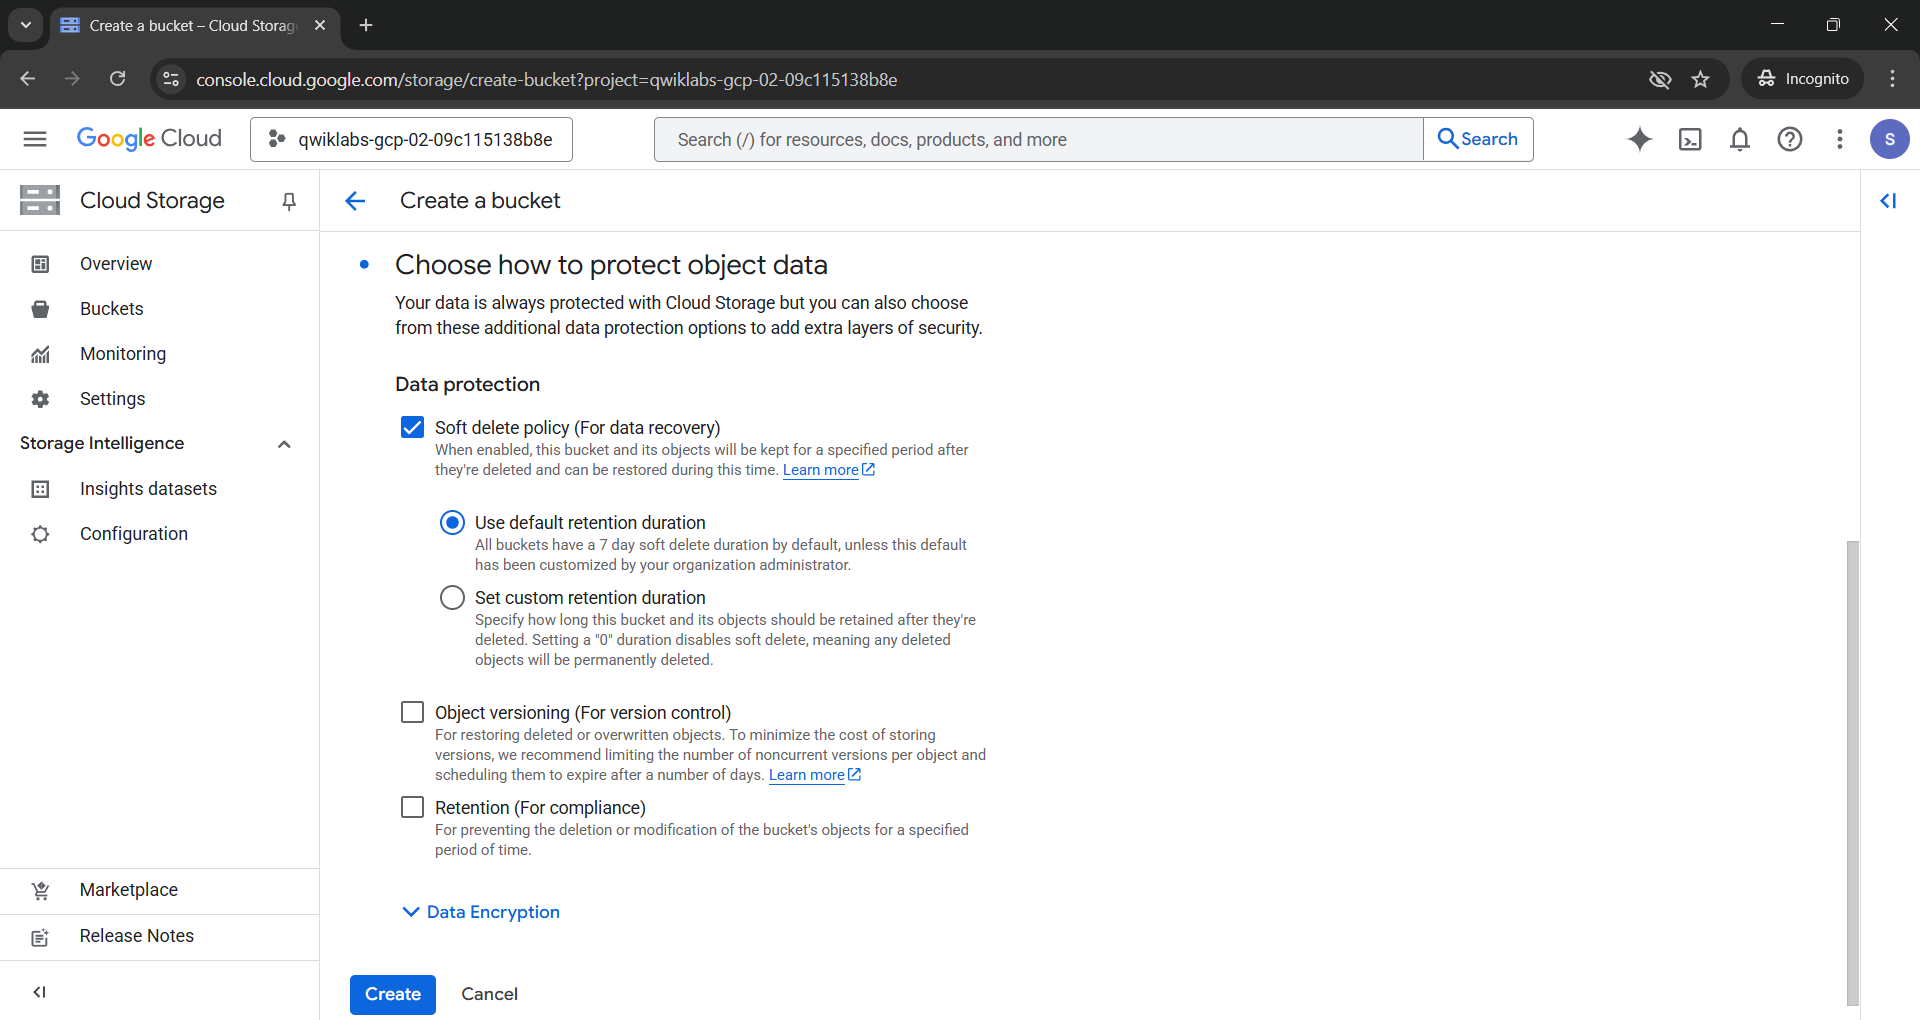 Create a bucket – Cloud Storag
console.cloud.google.com/storage/create-bucket?project=qwiklabs-gcp-02-09c115138b8e
Incognito
Google Cloud
qwiklabs-gcp-02-09c115138b8e
Search (/) for resources, docs, products, and more
Search
S
Cloud Storage
Overview
Buckets
Monitoring
Settings
Storage Intelligence
Insights datasets
Configuration
Marketplace
Release Notes
Create a bucket
Choose how to protect object data
Your data is always protected with Cloud Storage but you can also choose
from these additional data protection options to add extra layers of security.
Data protection
Soft delete policy (For data recovery)
When enabled, this bucket and its objects will be kept for a specified period after
they're deleted and can be restored during this time. Learn more
Use default retention duration
All buckets have a 7 day soft delete duration by default, unless this default
has been customized by your organization administrator.
Set custom retention duration
Specify how long this bucket and its objects should be retained after they're
deleted. Setting a "0" duration disables soft delete, meaning any deleted
objects will be permanently deleted.
Object versioning (For version control)
For restoring deleted or overwritten objects. To minimize the cost of storing
versions, we recommend limiting the number of noncurrent versions per object and
scheduling them to expire after a number of days. Learn more
Retention (For compliance)
For preventing the deletion or modification of the bucket's objects for a specified
period of time.
Data Encryption
Create
Cancel